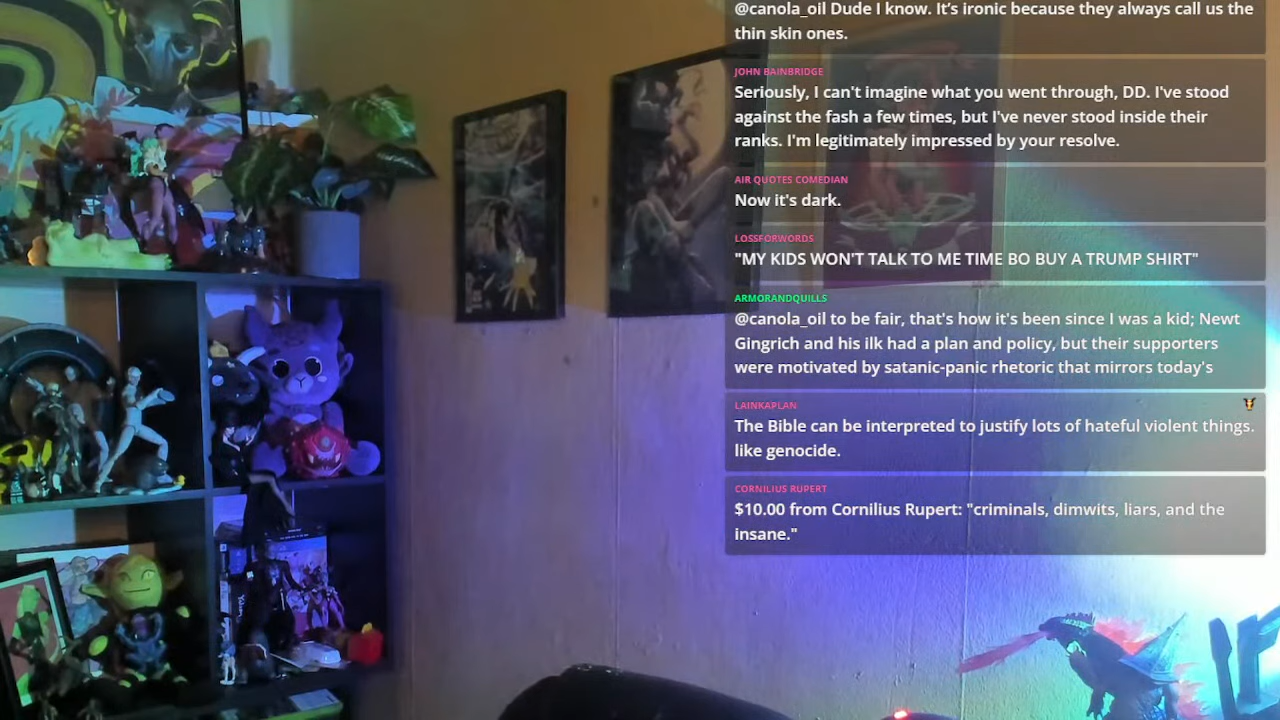 @canola_oil Dude I know. It's ironic because they always call us the
thin skin ones.
JOHN BAINBRIDGE
Seriously, I can't imagine what you went through, DD. I've stood
against the fash a few times, but I've never stood inside their
ranks. I'm legitimately impressed by your resolve.
AIR QUOTES COMEDIAN
Now it's dark.
LOSSFORWORDS
"MY KIDS WON'T TALK TO ME TIME BO BUY A TRUMP SHIRT"
ARMORANDQUILLS
@canola_oil to be fair, that's how it's been since I was a kid; Newt
Gingrich and his ilk had a plan and policy, but their supporters
were motivated by satanic-panic rhetoric that mirrors today's
LAINKAPLAN
The Bible can be interpreted to justify lots of hateful violent things.
like genocide.
CORNILIUS RUPERT
$10.00 from Cornilius Rupert: "criminals, dimwits, liars, and the
insane."